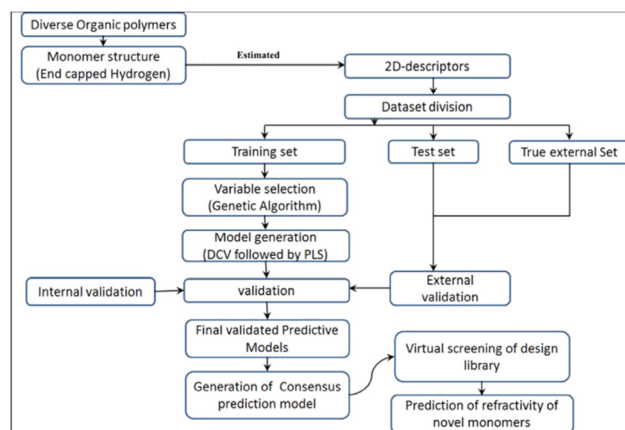 Diverse Organic polymers
Monomer structure
(End capped Hydrogen)
Estimated
2D-descriptors
Dataset division
Training set
Test set
True external Set
Variable selection
(Genetic Algorithm)
Model generation
(DCV followed by PLS)
Internal validation
validation
External
validation
Final validated Predictive
Models
Generation of Consensus
prediction model
Virtual screening of design
library
Prediction of refractivity of
novel monomers